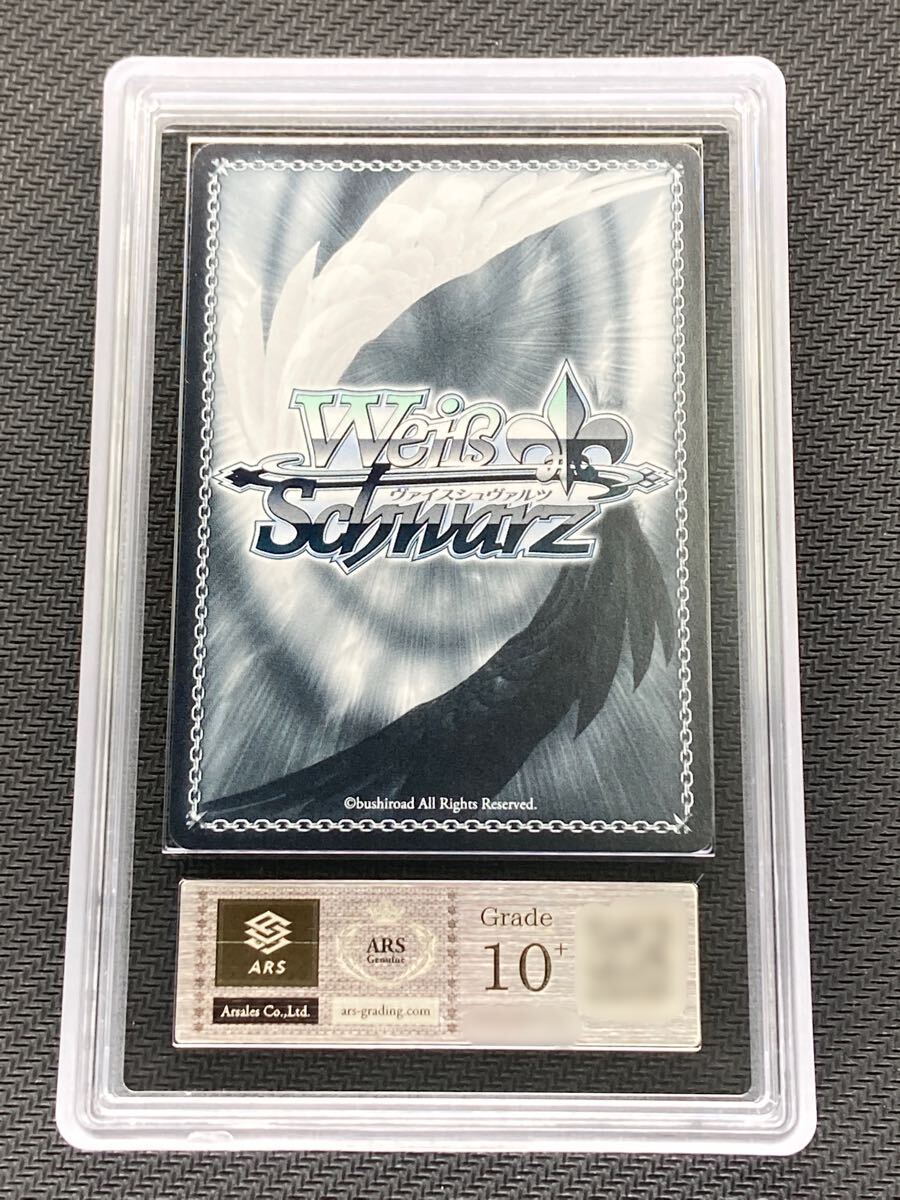 Weiß
ヴァイスシュヴァルツ
Schwarz
©bushiroad All Rights Reserved.
ARS
Arsales Co.,Ltd.
ARS
Genuine
ars-grading.com
Grade
10+